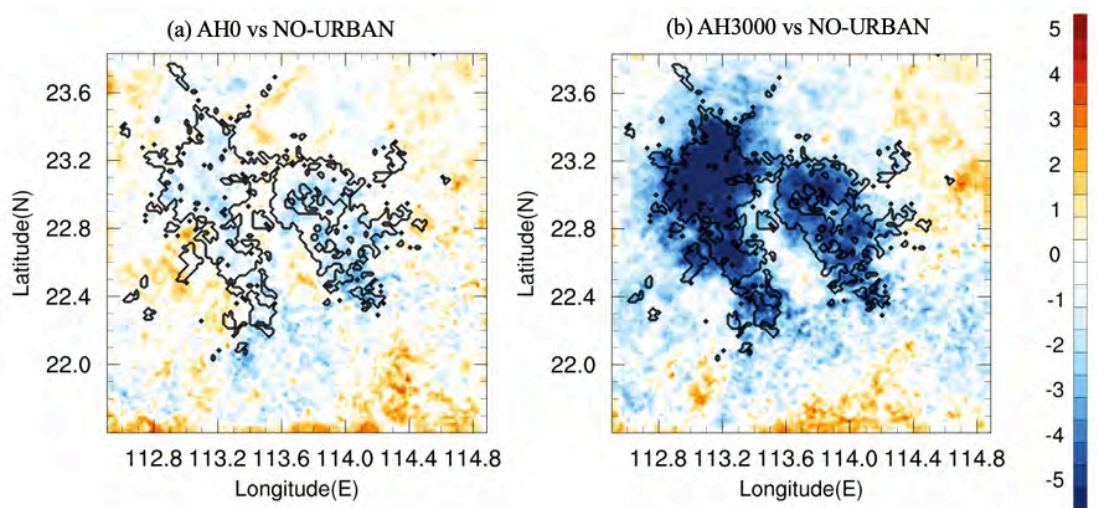 (a) AH0 vs NO-URBAN
23.6
23.2
22.8
22.4
22.0
Latitude(N)
112.8 113.2 113.6 114.0 114.4 114.8
Longitude(E)
(b) AH3000 vs NO-URBAN
23.6
23.2
22.8
22.4
22.0
Latitude(N)
112.8 113.2 113.6 114.0 114.4 114.8
Longitude(E)
5
4
3
2
1
0
-1
-2
-3
-4
-5